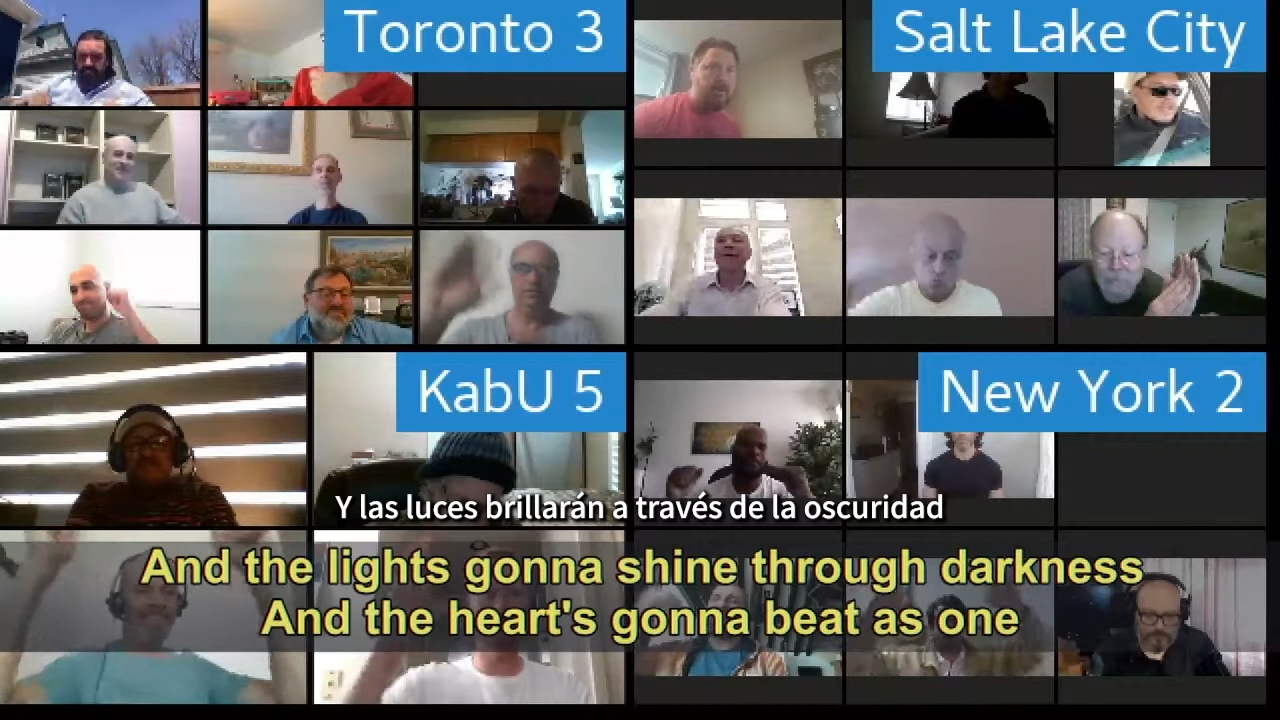 Toronto 3
Salt Lake City
KabU 5
New York 2
Y las luces brillarán a través de la oscuridad
And the lights gonna shine through darkness
And the heart's gonna beat as one